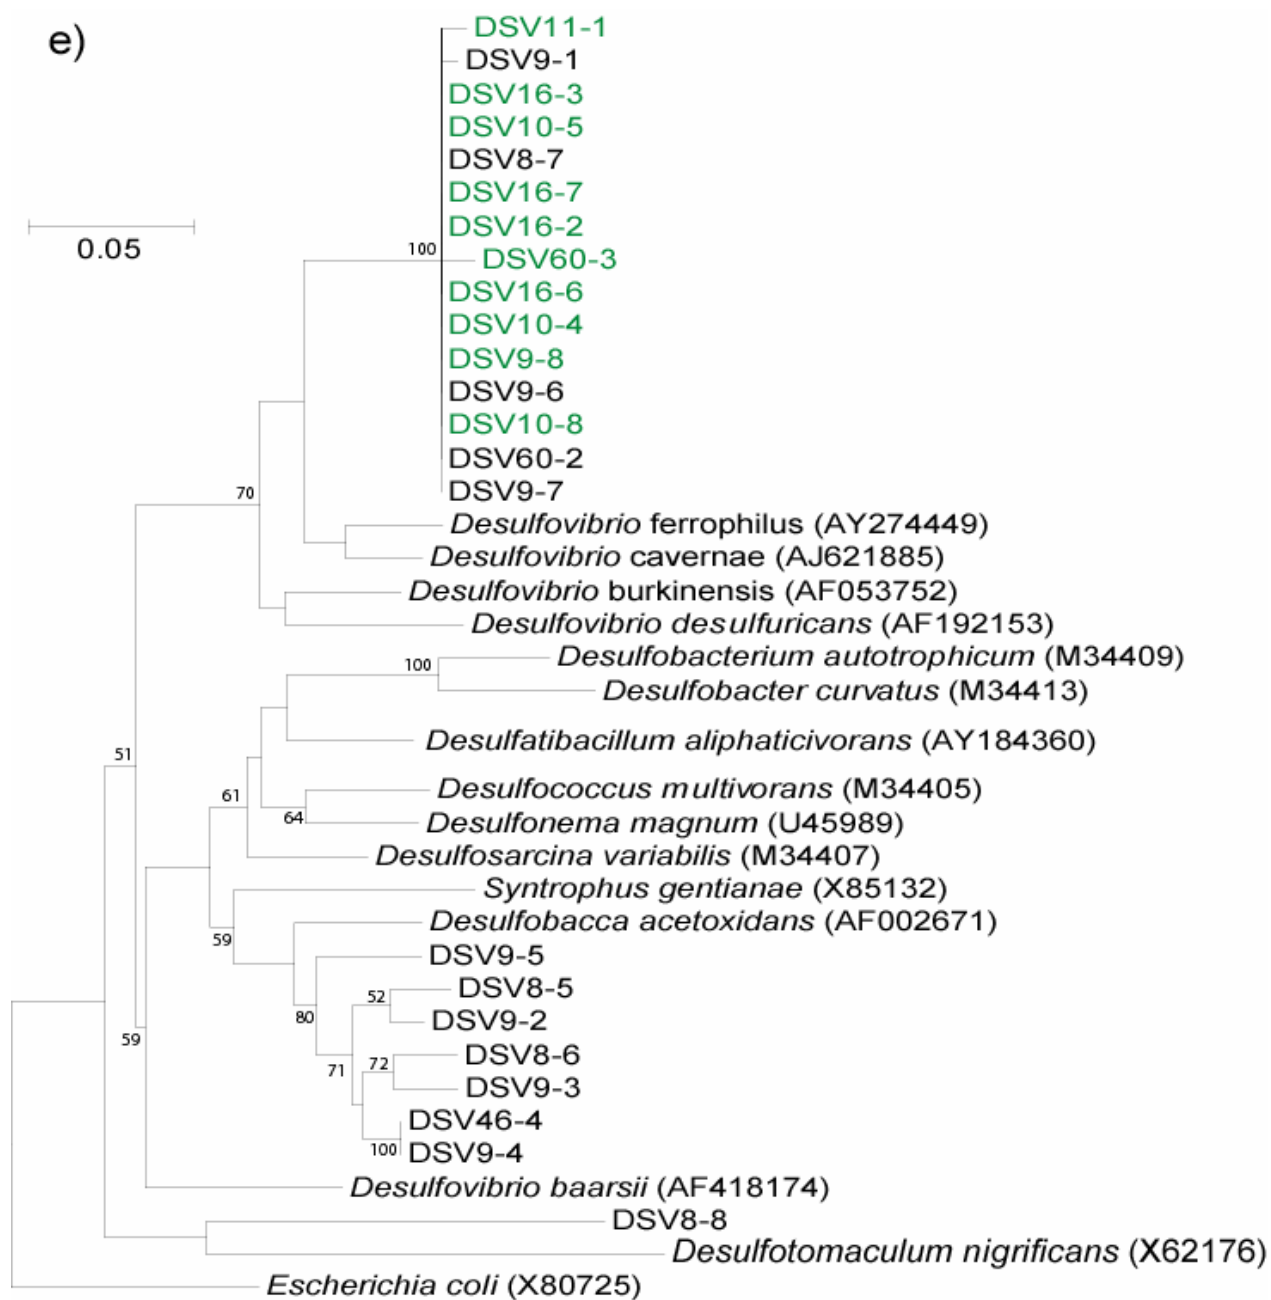 e)
DSV11-1
DSV9-1
DSV16-3
DSV10-5
DSV8-7
DSV16-7
DSV16-2
0.05
100
DSV60-3
DSV16-6
DSV10-4
DSV9-8
DSV9-6
DSV10-8
DSV60-2
70
DSV9-7
Desulfovibrio ferrophilus (AY274449)
Desulfovibrio cavernae (AJ621885)
Desulfovibrio burkinensis (AF053752)
Desulfovibrio desulfuricans (AF192153)
100
Desulfobacterium autotrophicum (M34409)
Desulfobacter curvatus (M34413)
Desulfatibacillum aliphaticivorans (AY184360)
51
Desulfococcus multivorans (M34405)
61
64
Desulfonema magnum (U45989)
Desulfosarcina variabilis (M34407)
Syntrophus gentianae (X85132)
Desulfobacca acetoxidans (AF002671)
59
DSV9-5
DSV8-5
52
DSV9-2
80
59
DSV8-6
72
71
DSV9-3
DSV46-4
100
DSV9-4
Desulfovibrio baarsii (AF418174)
DSV8-8
Desulfotomaculum nigrificans (X62176)
Escherichia coli (X80725)